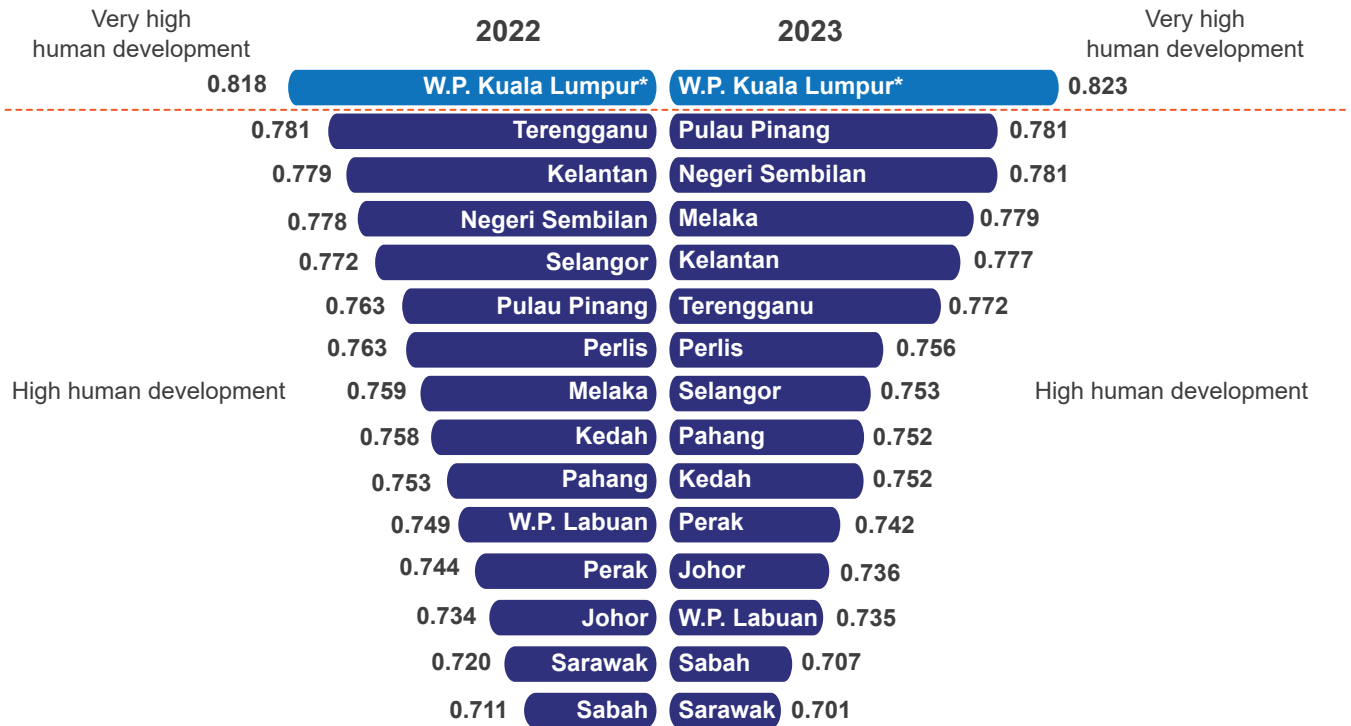 Very high
human development
2022
2023
Very high
human development
0.818
W.P. Kuala Lumpur*
W.P. Kuala Lumpur*
0.823
0.781
Terengganu
Pulau Pinang
0.781
0.779
Kelantan
Negeri Sembilan
0.781
0.778
Negeri Sembilan
Melaka
0.779
0.772
Selangor
Kelantan
0.777
0.763
Pulau Pinang
Terengganu
0.772
0.763
Perlis
Perlis
0.756
High human development
0.759
Melaka
Selangor
0.753
High human development
0.758
Kedah
Pahang
0.752
0.753
Pahang
Kedah
0.752
0.749
W.P. Labuan
Perak
0.742
0.744
Perak
Johor
0.736
0.734
Johor
W.P. Labuan
0.735
0.720
Sarawak
Sabah
0.707
0.711
Sabah
Sarawak
0.701